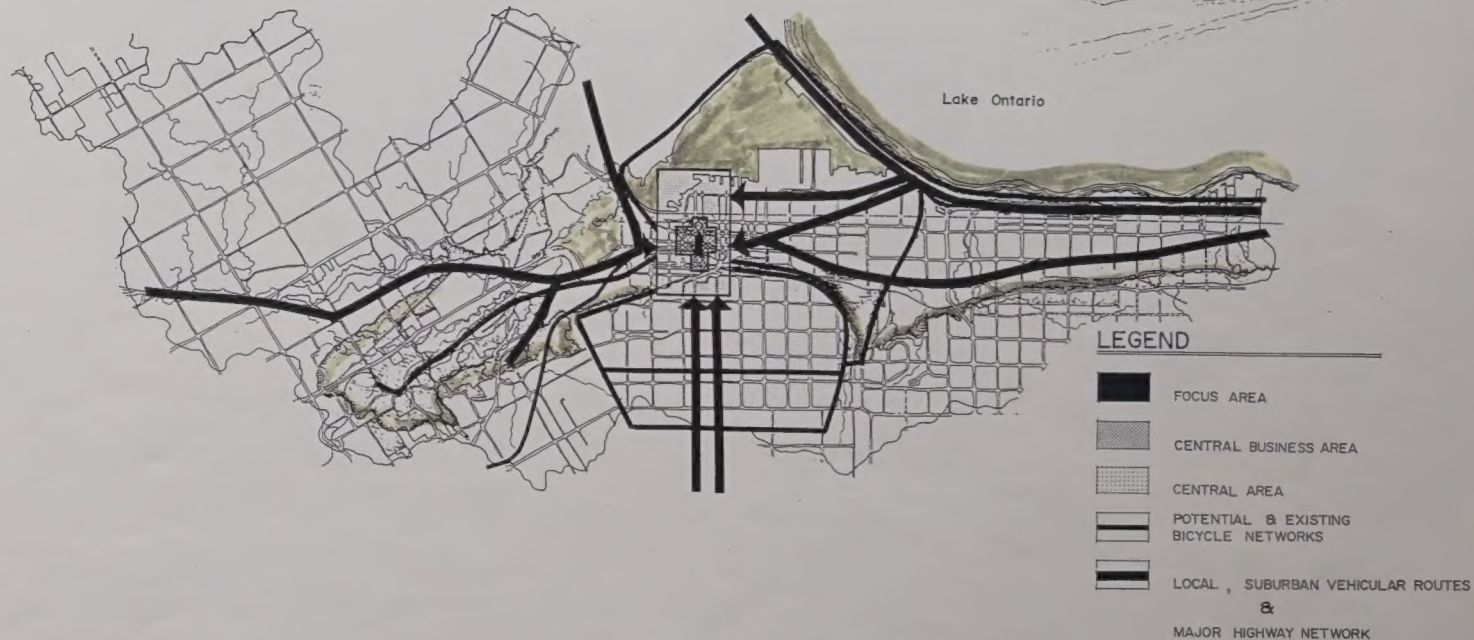 Lake Ontario
LEGEND
FOCUS AREA
CENTRAL BUSINESS AREA
CENTRAL AREA
POTENTIAL & EXISTING
BICYCLE NETWORKS
LOCAL , SUBURBAN VEHICULAR ROUTES
&
MAJOR HIGHWAY NETWORK